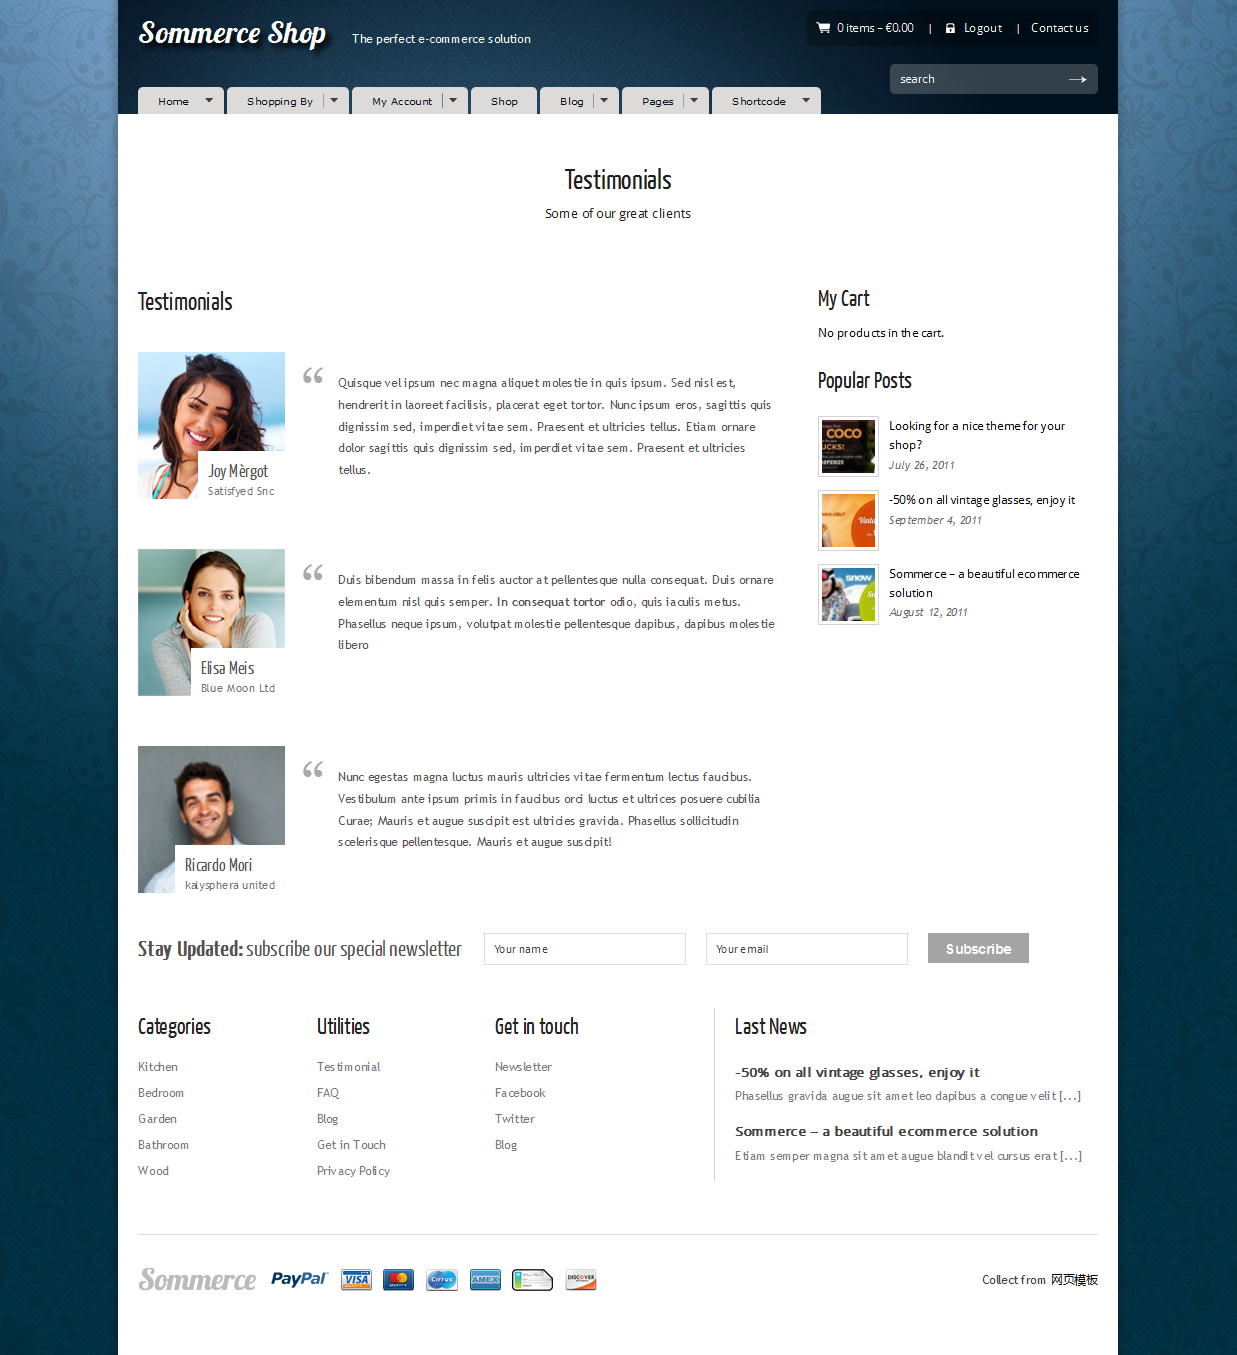 Sommerce Shop
The perfect e-commerce solution
0 items – €0.00 | Logout | Contact us
search
Home Shopping By My Account Shop Blog Pages Shortcode
Testimonials
Some of our great clients
Testimonials
Quisque vel ipsum nec magna aliquet molestie in quis ipsum. Sed nisl est,
hendrerit in laoreet facilisis, placerat eget tortor. Nunc ipsum eros, sagittis quis
dignissim sed, imperdiet vitae sem. Praesent et ultricies tellus. Etiam ornare
dolor sagittis quis dignissim sed, imperdiet vitae sem. Praesent et ultricies
tellus.
Joy Mèrgot
Satisfyed Snc
Duis bibendum massa in felis auctor at pellentesque nulla consequat. Duis ornare
elementum nisl quis semper. In consequat tortor odio, quis iaculis metus.
Phasellus neque ipsum, volutpat molestie pellentesque dapibus, dapibus molestie
libero
Elisa Meis
Blue Moon Ltd
Nunc egestas magna luctus mauris ultricies vitae fermentum lectus faucibus.
Vestibulum ante ipsum primis in faucibus orci luctus et ultrices posuere cubilia
Curae; Mauris et augue suscipit est ultricies gravida. Phasellus sollicitudin
scelerisque pellentesque. Mauris et augue suscipit!
Ricardo Mori
kalysphera united
My Cart
No products in the cart.
Popular Posts
COCO
Looking for a nice theme for your
shop?
July 26, 2011
-50% on all vintage glasses, enjoy it
September 4, 2011
snow
Sommerce – a beautiful ecommerce
solution
August 12, 2011
Stay Updated: subscribe our special newsletter
Your name
Your email
Subscribe
Categories
Kitchen
Bedroom
Garden
Bathroom
Wood
Utilities
Testimonial
FAQ
Blog
Get in Touch
Privacy Policy
Get in touch
Newsletter
Facebook
Twitter
Blog
Last News
-50% on all vintage glasses, enjoy it
Phasellus gravida augue sit amet leo dapibus a congue velit [...]
Sommerce – a beautiful ecommerce solution
Etiam semper magna sit amet augue blandit vel cursus erat [...]
Sommerce PayPal VISA MasterCard Cirrus AMEX DISCOVER
Collect from 网页模板